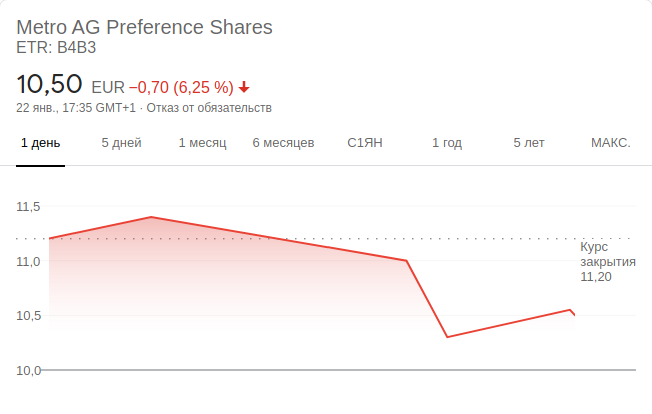 Metro AG Preference Shares
ETR: B4B3
10,50 EUR −0,70 (6,25 %)
22 янв., 17:35 GMT+1 · Отказ от обязательств
1 день 5 дней 1 месяц 6 месяцев С1ЯН 1 год 5 лет МАКС.
11,5
Курс
закрытия
11,20
11,0
10,5
10,0